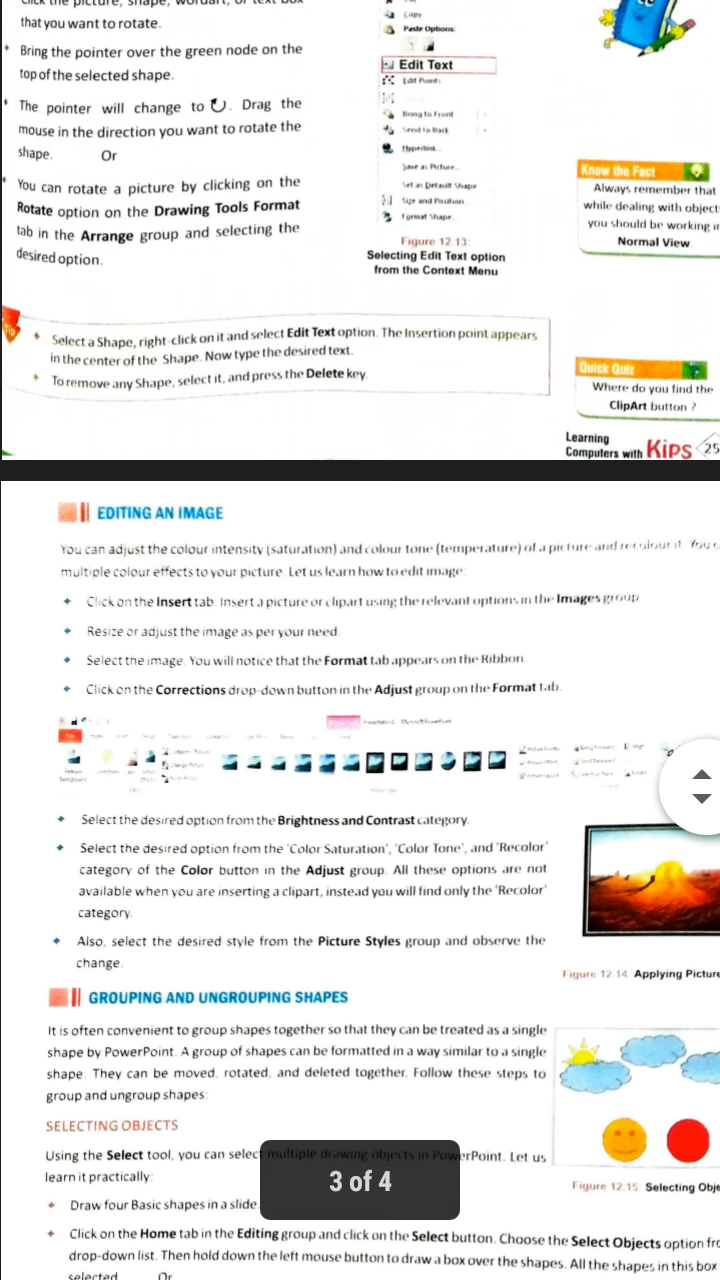 Click the picture, shape, wordart, or text box
that you want to rotate.
Bring the pointer over the green node on the
top of the selected shape.
The pointer will change to . Drag the
mouse in the direction you want to rotate the
shape. Or
You can rotate a picture by clicking on the
Rotate option on the Drawing Tools Format
tab in the Arrange group and selecting the
desired option.
Copy
Paste Options:
Edit Text
Edit Points
Bring to Front
Send to Back
Hyperlink...
Save as Picture...
Set as Default Shape
Size and Position...
Format Shape...
Figure 12.13:
Selecting Edit Text option
from the Context Menu
Know the Fact
Always remember that
while dealing with object
you should be working in
Normal View
Tip
Select a Shape, right-click on it and select Edit Text option. The Insertion point appears
in the center of the Shape. Now type the desired text.
To remove any Shape, select it, and press the Delete key.
Quick Quiz
Where do you find the
ClipArt button ?
Learning
Computers with Kips 25
EDITING AN IMAGE
You can adjust the colour intensity (saturation) and colour tone (temperature) of a picture and recolour it. You c
multiple colour effects to your picture. Let us learn how to edit image:
Click on the Insert tab. Insert a picture or clipart using the relevant options in the Images group
Resize or adjust the image as per your need.
Select the image. You will notice that the Format tab appears on the Ribbon.
Click on the Corrections drop-down button in the Adjust group on the Format tab.
Select the desired option from the Brightness and Contrast category.
Select the desired option from the 'Color Saturation', 'Color Tone', and 'Recolor'
category of the Color button in the Adjust group. All these options are not
available when you are inserting a clipart, instead you will find only the 'Recolor'
category.
Also, select the desired style from the Picture Styles group and observe the
change.
Figure 12.14: Applying Picture
GROUPING AND UNGROUPING SHAPES
It is often convenient to group shapes together so that they can be treated as a single
shape by PowerPoint. A group of shapes can be formatted in a way similar to a single
shape. They can be moved, rotated, and deleted together. Follow these steps to
group and ungroup shapes:
SELECTING OBJECTS
Using the Select tool, you can select multiple drawing objects in PowerPoint. Let us
learn it practically:
3 of 4
Figure 12.15: Selecting Obje
Draw four Basic shapes in a slide.
Click on the Home tab in the Editing group and click on the Select button. Choose the Select Objects option fro
drop-down list. Then hold down the left mouse button to draw a box over the shapes. All the shapes in this box
selected. Or